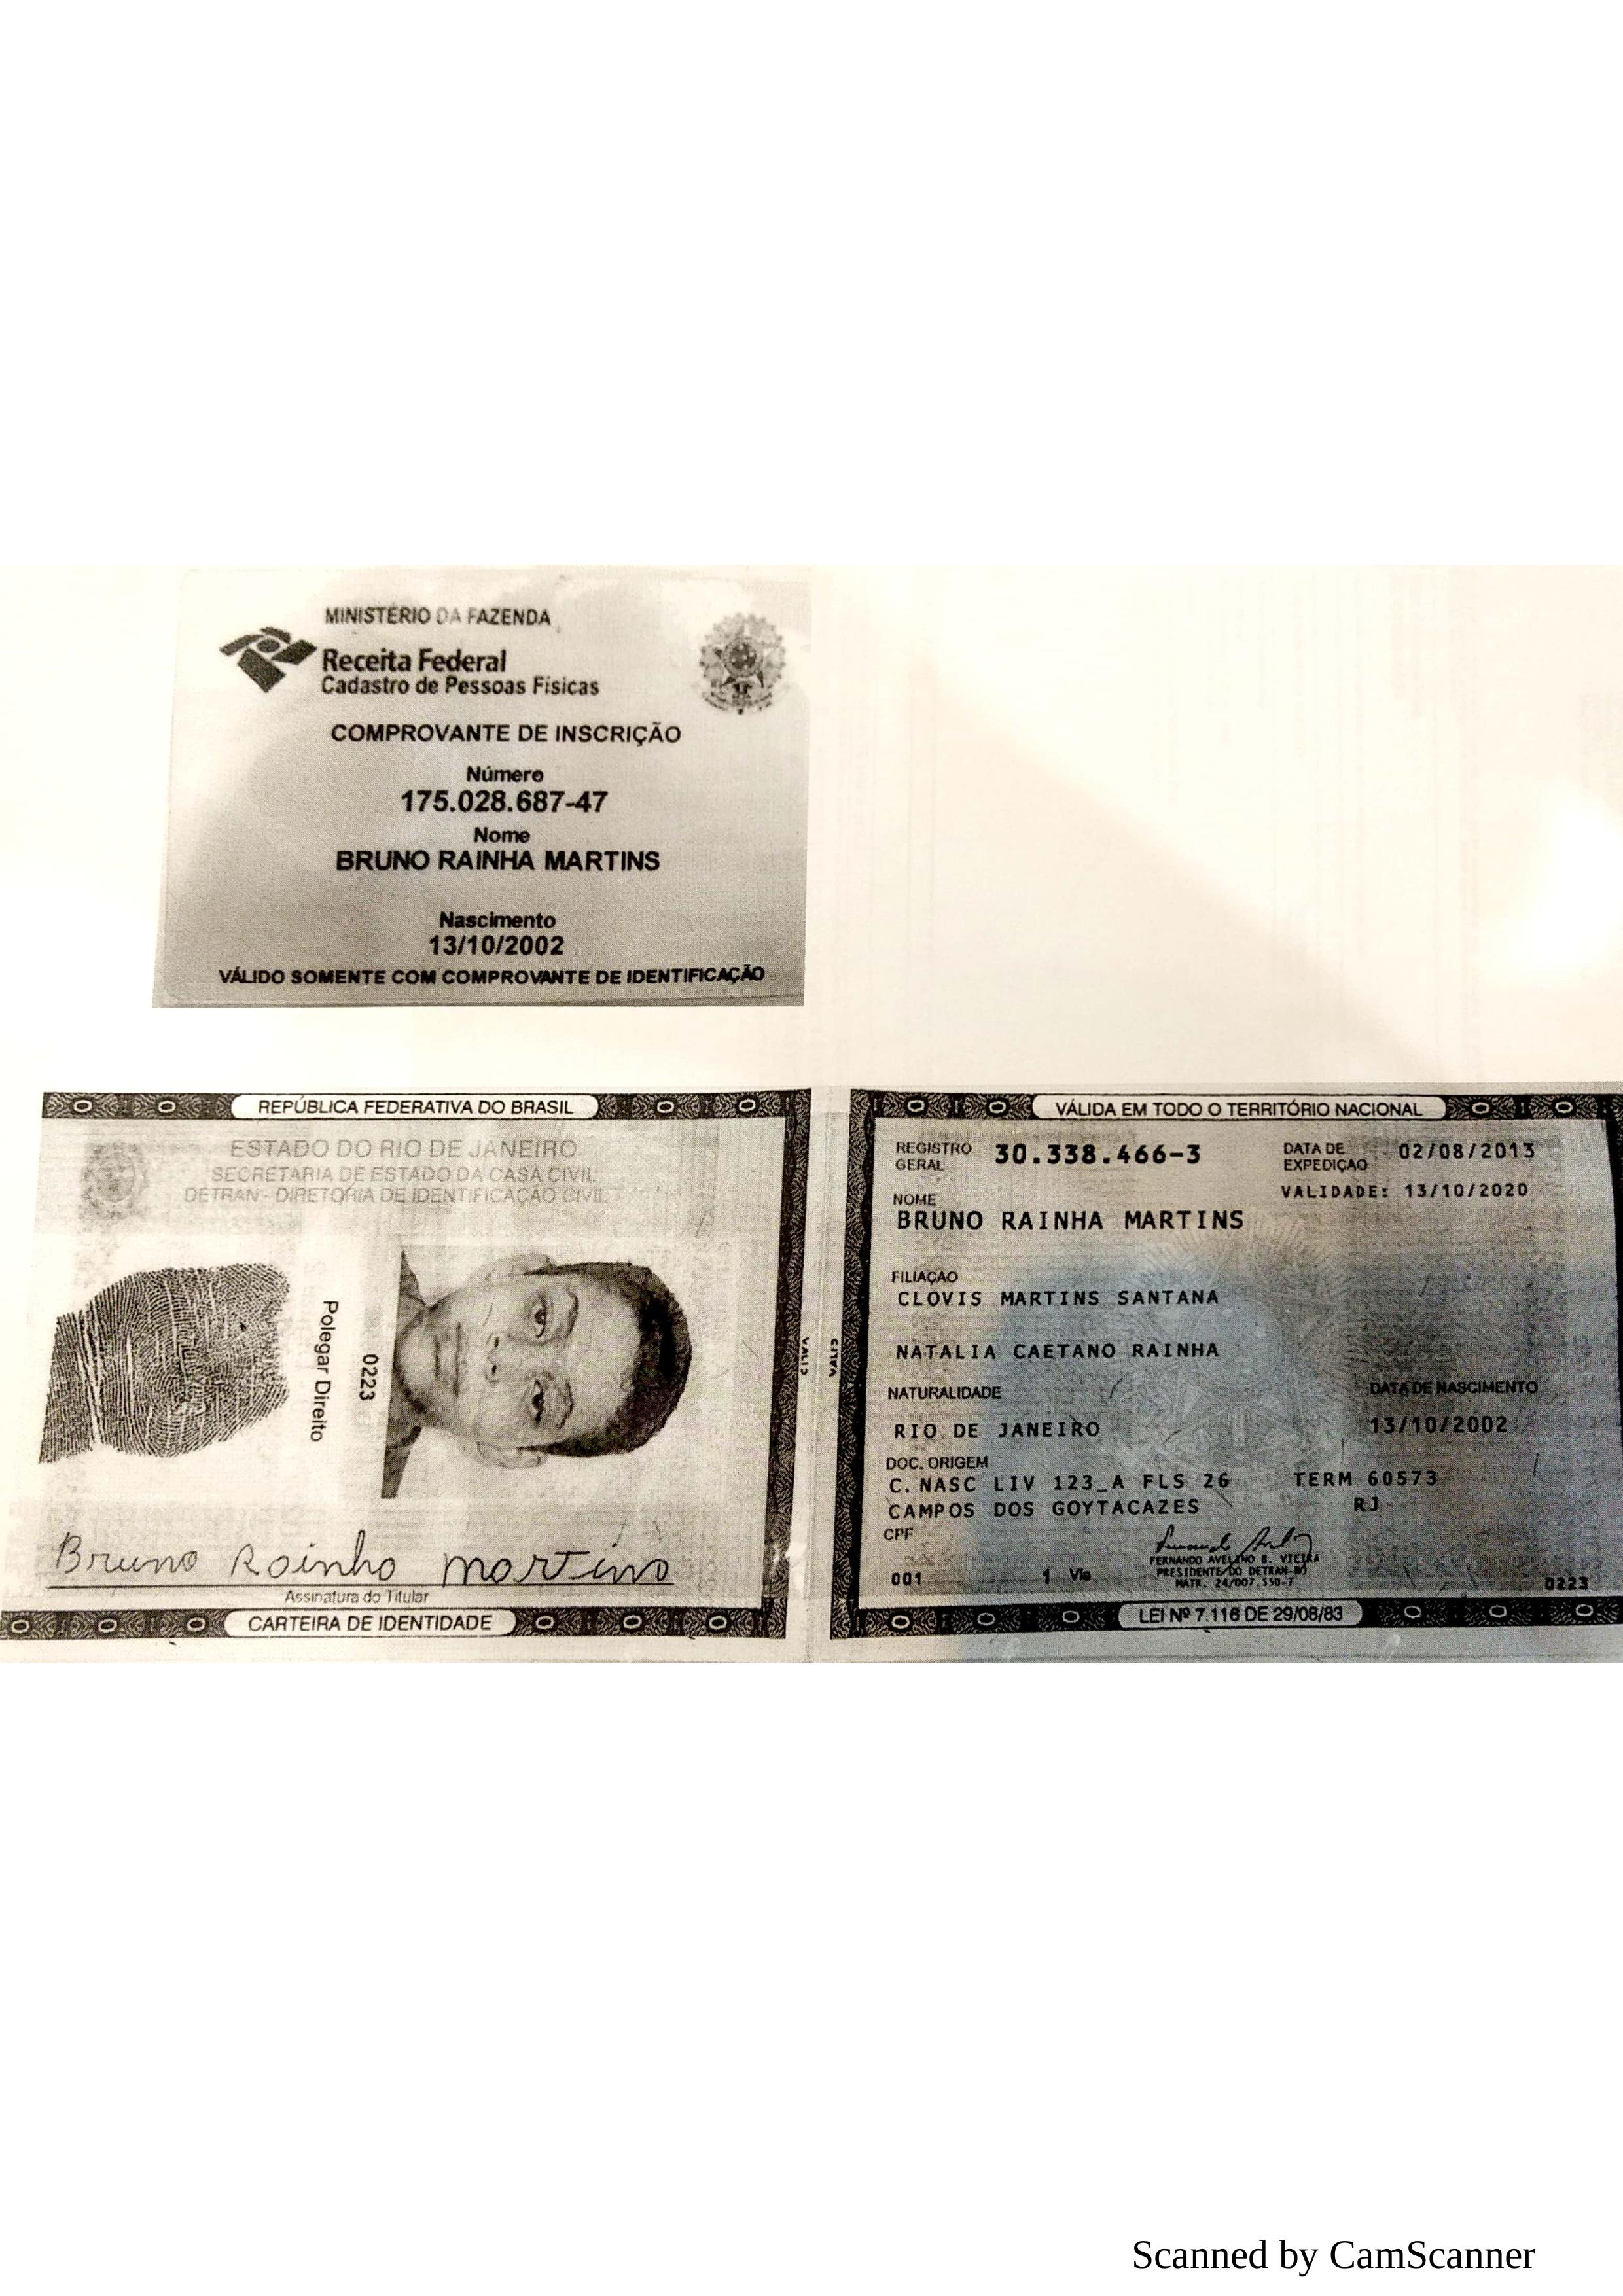 MINISTÉRIO DA FAZENDA
Receita Federal
Cadastro de Pessoas Físicas
COMPROVANTE DE INSCRIÇÃO
Número
175.028.687-47
Nome
BRUNO RAINHA MARTINS
Nascimento
13/10/2002
VÁLIDO SOMENTE COM COMPROVANTE DE IDENTIFICAÇÃO
REPÚBLICA FEDERATIVA DO BRASIL
ESTADO DO RIO DE JANEIRO
SECRETARIA DE ESTADO DA CASA CIVIL
DETRAN - DIRETORIA DE IDENTIFICAÇÃO CIVIL
Polegar Direito
0223
Bruno Rainha Martins
Assinatura do Titular
CARTEIRA DE IDENTIDADE
VÁLIDA EM TODO O TERRITÓRIO NACIONAL
REGISTRO GERAL 30.338.466-3 DATA DE EXPEDIÇÃO 02/08/2013
VALIDADE: 13/10/2020
NOME
BRUNO RAINHA MARTINS
FILIAÇÃO
CLOVIS MARTINS SANTANA
NATALIA CAETANO RAINHA
NATURALIDADE DATA DE NASCIMENTO
RIO DE JANEIRO 13/10/2002
DOC. ORIGEM
C. NASC LIV 123_A FLS 26 TERM 60573
CAMPOS DOS GOYTACAZES RJ
CPF
FERNANDO AVELINO B. VIEIRA
PRESIDENTE DO DETRAN-RJ
MATR. 24/007.550-7
001 1 Via 0223
LEI Nº 7.116 DE 29/08/83
Scanned by CamScanner